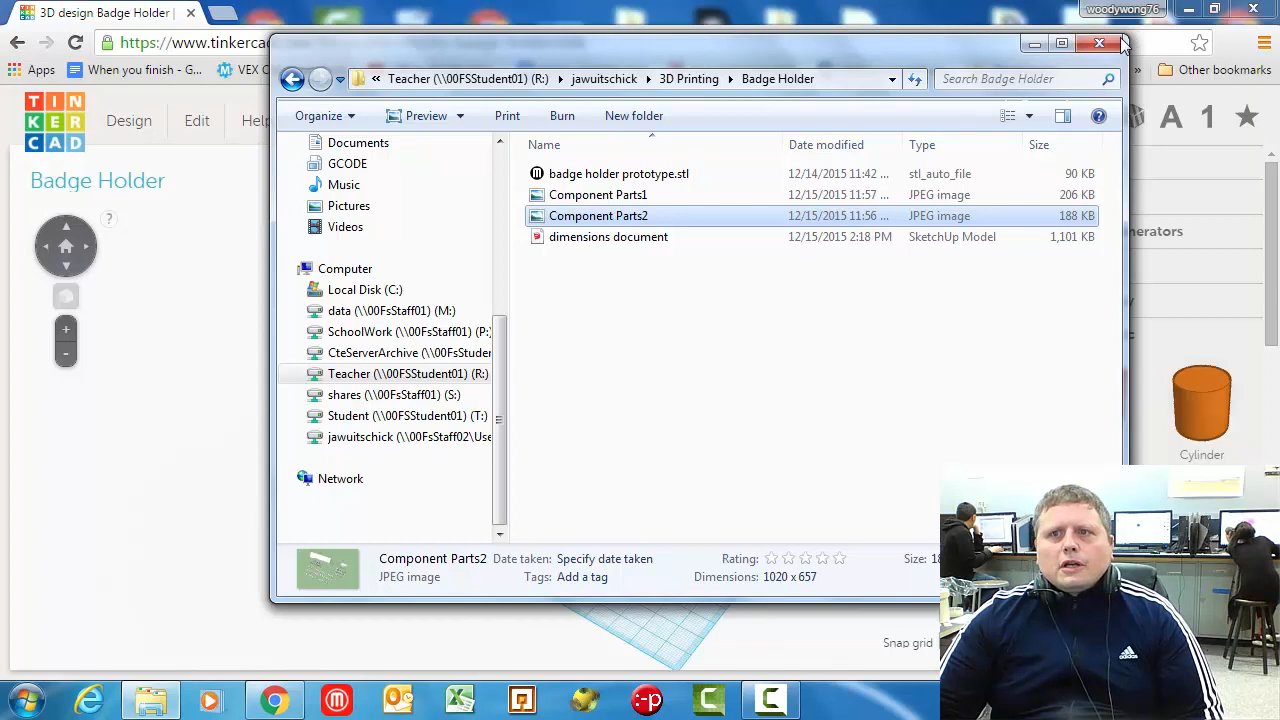 3D design Badge Holder |
woodywong76
https://www.tinkercad
Apps
When you finish - G...
VEX C
Other bookmarks
Teacher (\\00FSStudent01) (R:)
jawuitschick
3D Printing
Badge Holder
Search Badge Holder
TIN
KER
CAD
Design
Edit
Help
A
1
Organize
Preview
Print
Burn
New folder
Badge Holder
?
+
-
Documents
GCODE
Music
Pictures
Videos
Computer
Local Disk (C:)
data (\\00FsStaff01) (M:)
SchoolWork (\\00FsStaff01) (P:
CteServerArchive (\\00FsStuder
Teacher (\\00FSStudent01) (R:)
shares (\\00FsStaff01) (S:)
Student (\\00FSStudent01) (T:)
jawuitschick (\\00FsStaff02\Use
Network
Name
Date modified
Type
Size
badge holder prototype.stl
12/14/2015 11:42 ...
stl_auto_file
90 KB
Component Parts1
12/15/2015 11:57 ...
JPEG image
206 KB
Component Parts2
12/15/2015 11:56 ...
JPEG image
188 KB
dimensions document
12/15/2015 2:18 PM
SketchUp Model
1,101 KB
Component Parts2
Date taken: Specify date taken
Rating:
Size: 18
JPEG image
Tags: Add a tag
Dimensions: 1020 x 657
nerators
Cylinder
Snap grid